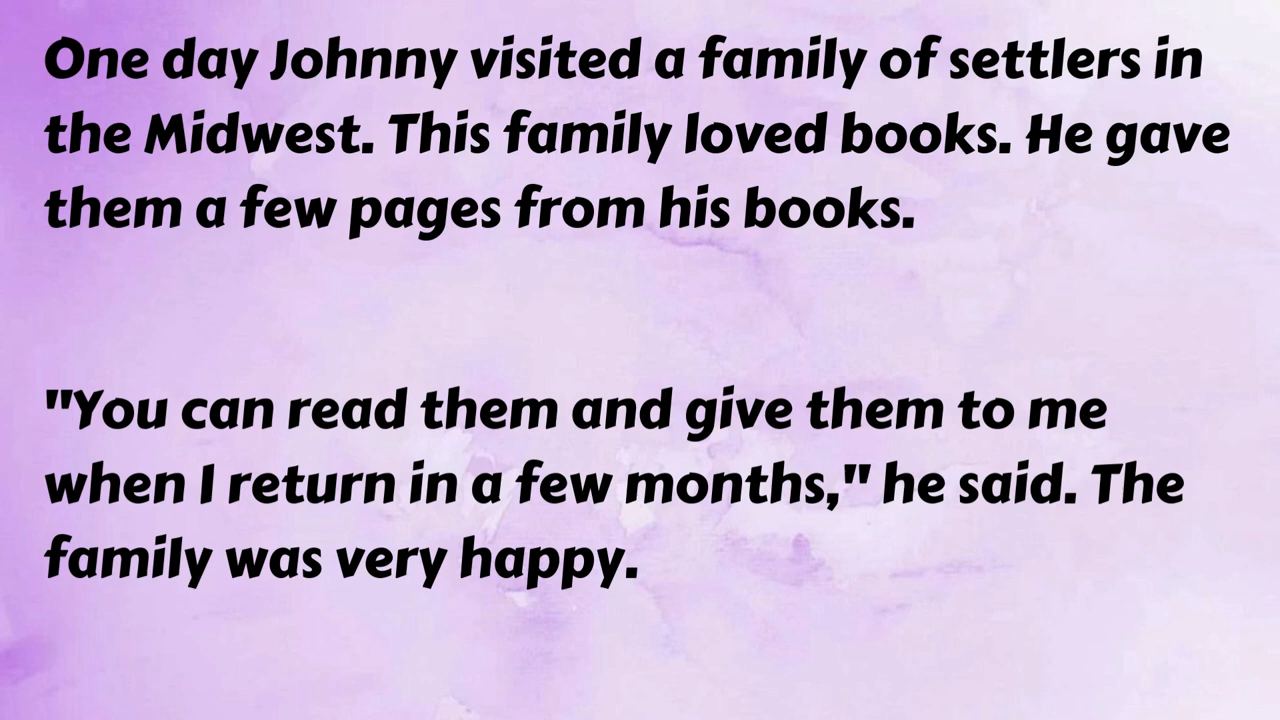 One day Johnny visited a family of settlers in
the Midwest. This family loved books. He gave
them a few pages from his books.
"You can read them and give them to me
when I return in a few months," he said. The
family was very happy.